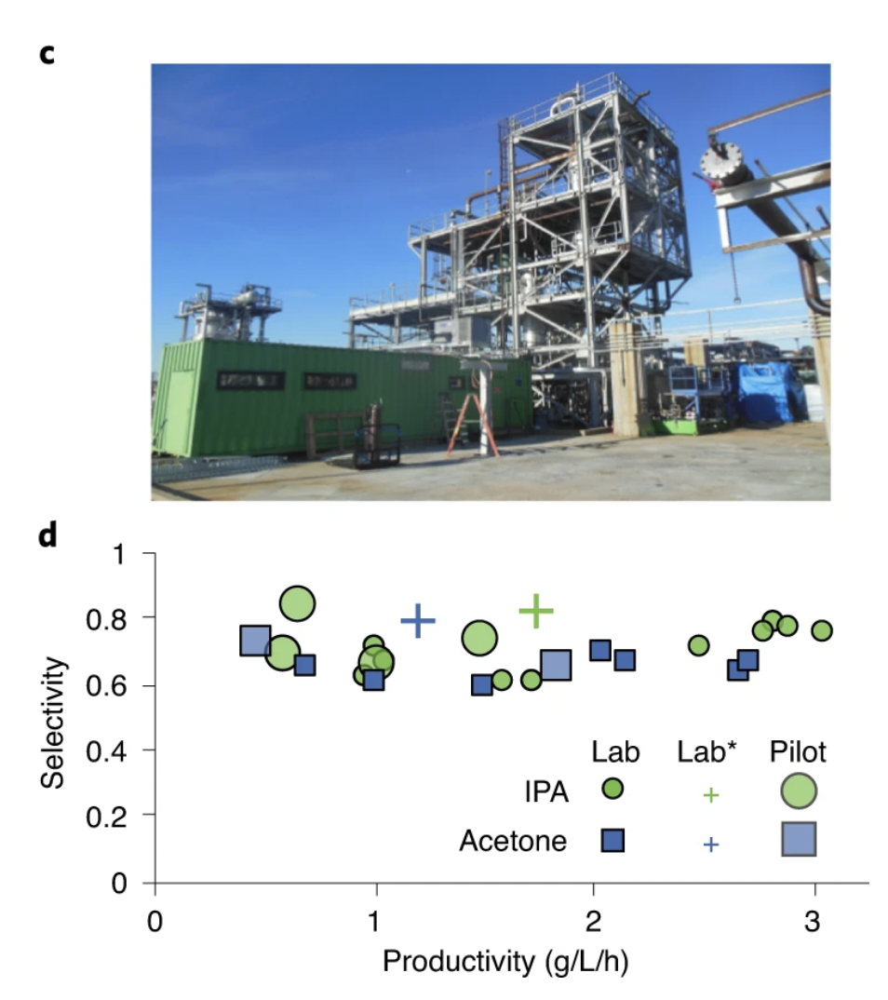 c
d
1
0.8
0.6
0.4
0.2
0
Selectivity
Lab Lab* Pilot
IPA
Acetone
0 1 2 3
Productivity (g/L/h)